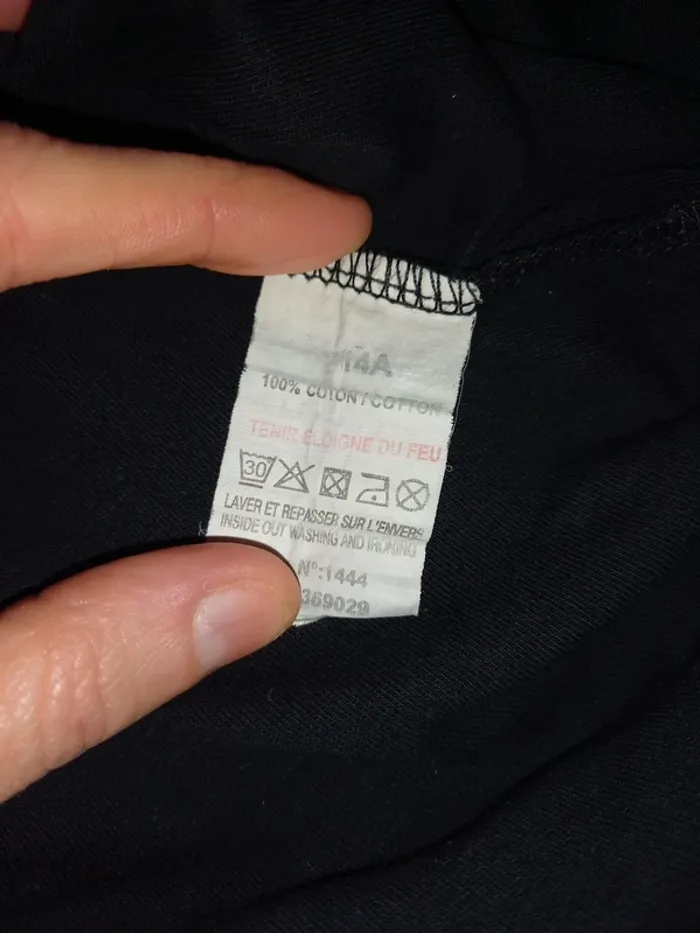 14A
100% COTON / COTTON
TENIR ELOIGNE DU FEU
30
LAVER ET REPASSER SUR L'ENVERS
INSIDE OUT WASHING AND IRONING
N°:1444
369029